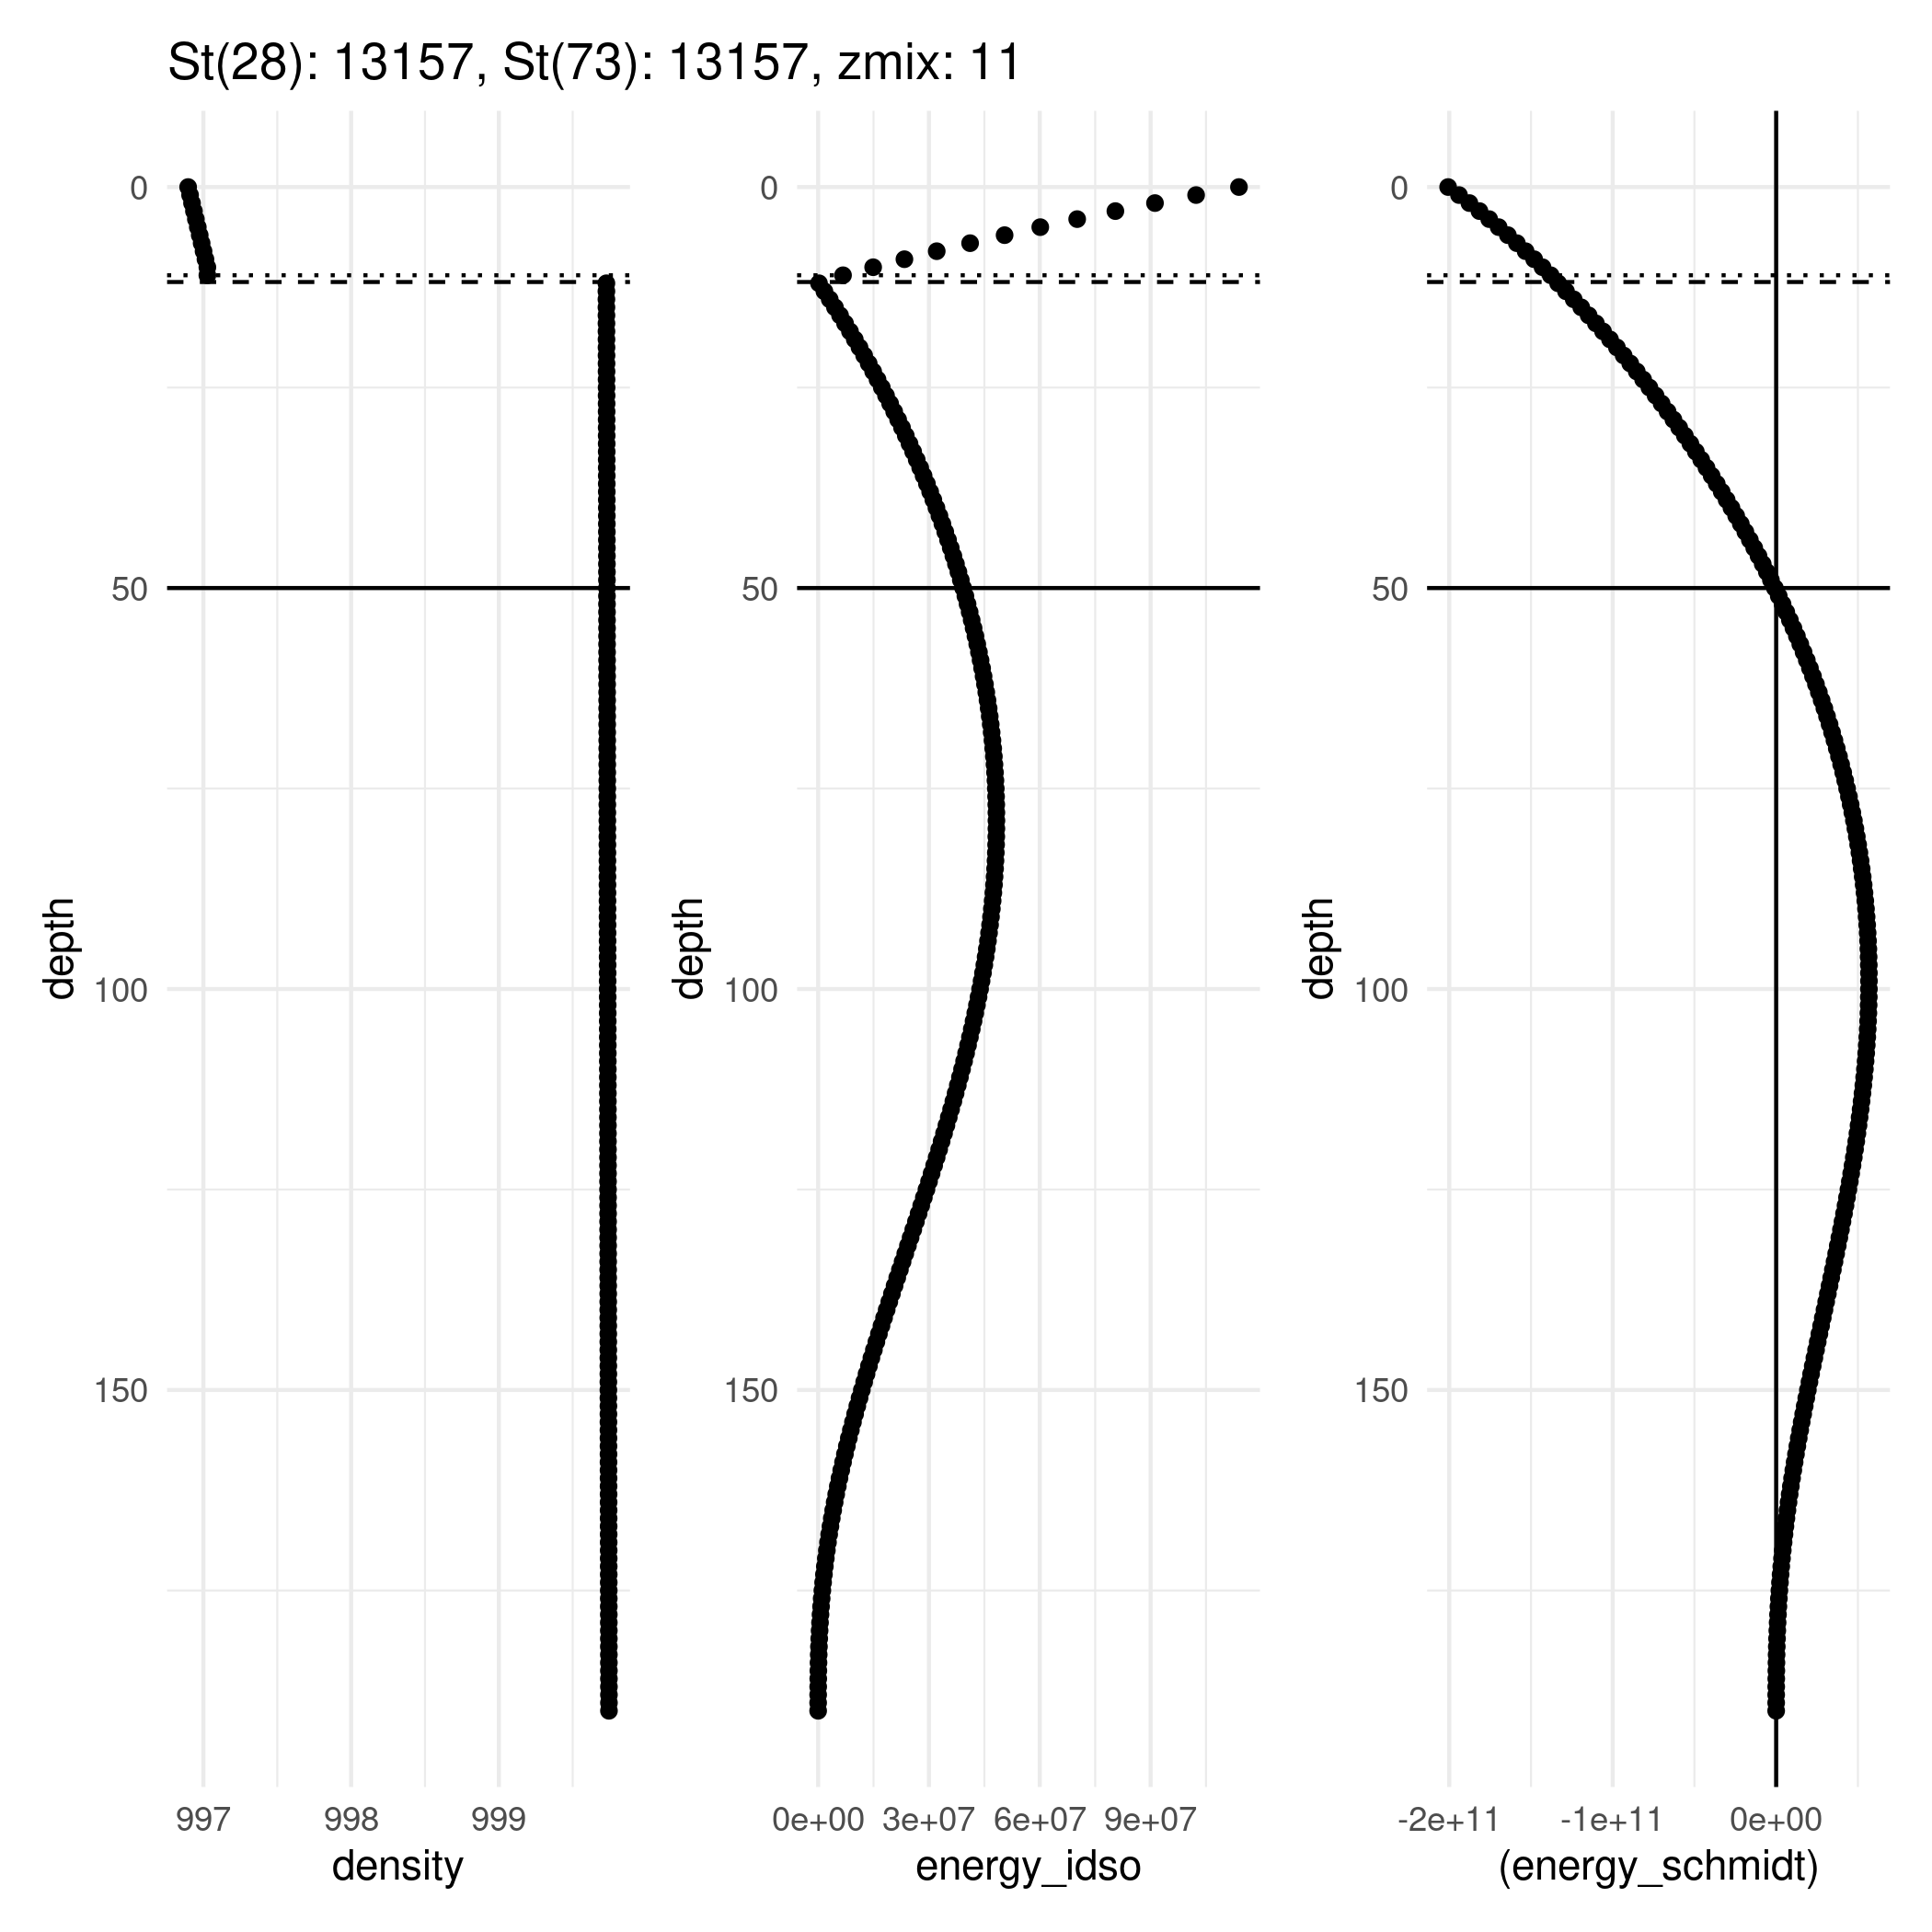 St(28): 13157, St(73): 13157, zmix: 11
0
50
100
150
depth
997 998 999
density
0
50
100
150
depth
0e+00 3e+07 6e+07 9e+07
energy_idso
0
50
100
150
depth
-2e+11 -1e+11 0e+00
(energy_schmidt)